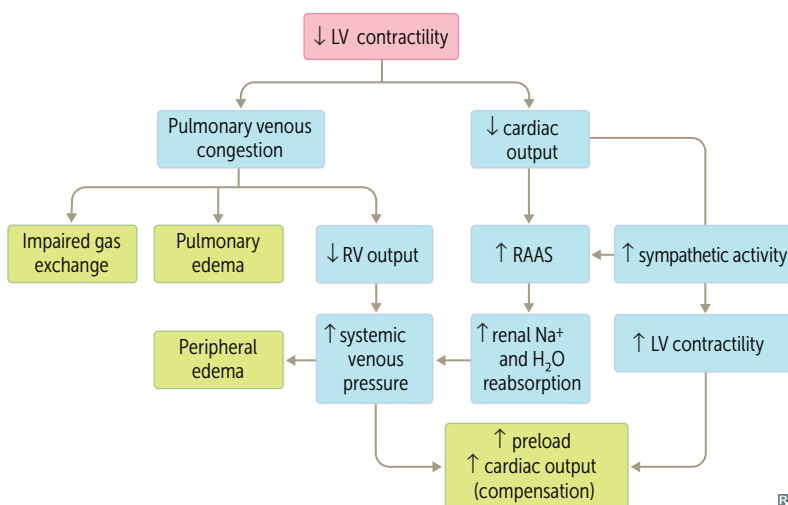 ↓ LV contractility
Pulmonary venous
congestion
↓ cardiac
output
Impaired gas
exchange
Pulmonary
edema
↓ RV output
↑ RAAS
↑ sympathetic activity
Peripheral
edema
↑ systemic
venous
pressure
↑ renal Na⁺
and H₂O
reabsorption
↑ LV contractility
↑ preload
↑ cardiac output
(compensation)
R